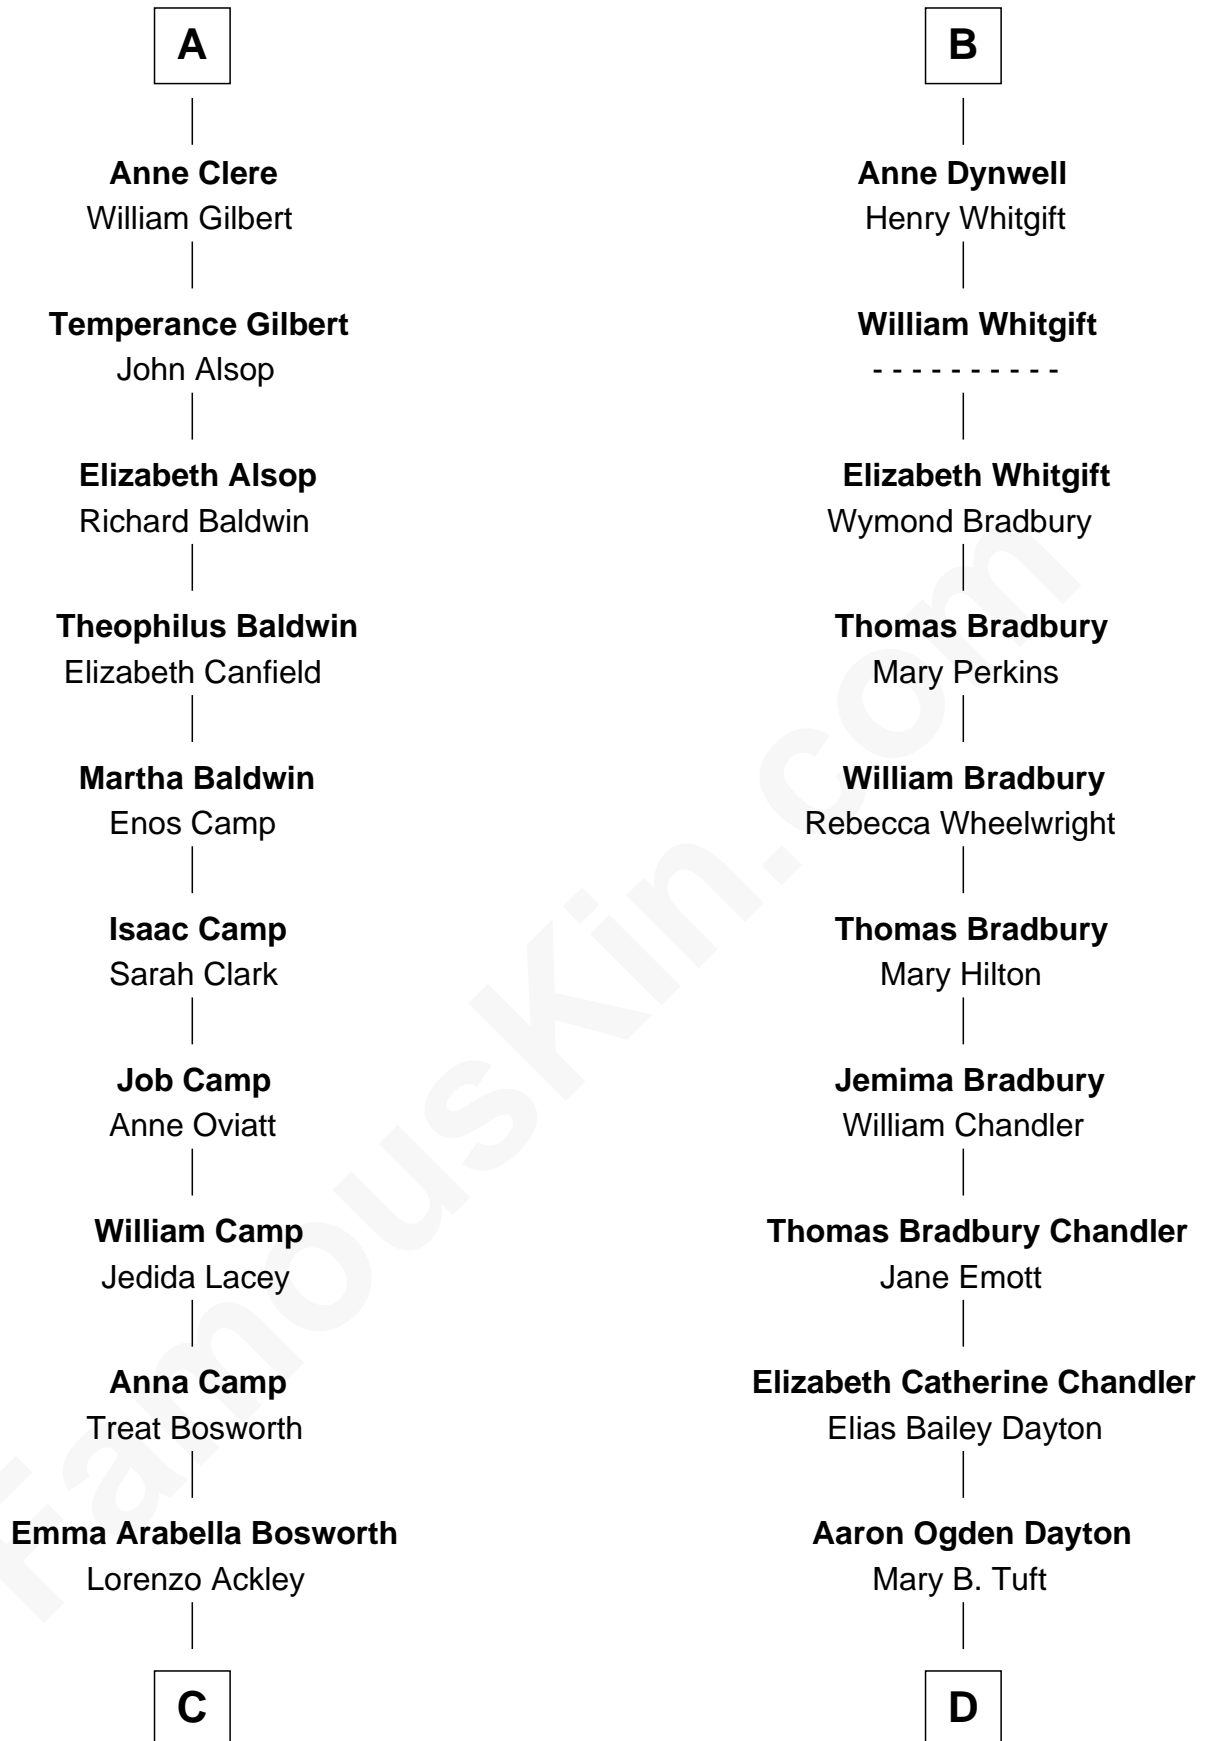 A
Anne Clere
William Gilbert
Temperance Gilbert
John Alsop
Elizabeth Alsop
Richard Baldwin
Theophilus Baldwin
Elizabeth Canfield
Martha Baldwin
Enos Camp
Isaac Camp
Sarah Clark
Job Camp
Anne Oviatt
William Camp
Jedida Lacey
Anna Camp
Treat Bosworth
Emma Arabella Bosworth
Lorenzo Ackley
C
B
Anne Dynwell
Henry Whitgift
William Whitgift
- - - - - - - - - -
Elizabeth Whitgift
Wymond Bradbury
Thomas Bradbury
Mary Perkins
William Bradbury
Rebecca Wheelwright
Thomas Bradbury
Mary Hilton
Jemima Bradbury
William Chandler
Thomas Bradbury Chandler
Jane Emott
Elizabeth Catherine Chandler
Elias Bailey Dayton
Aaron Ogden Dayton
Mary B. Tuft
D
FamousKin.com